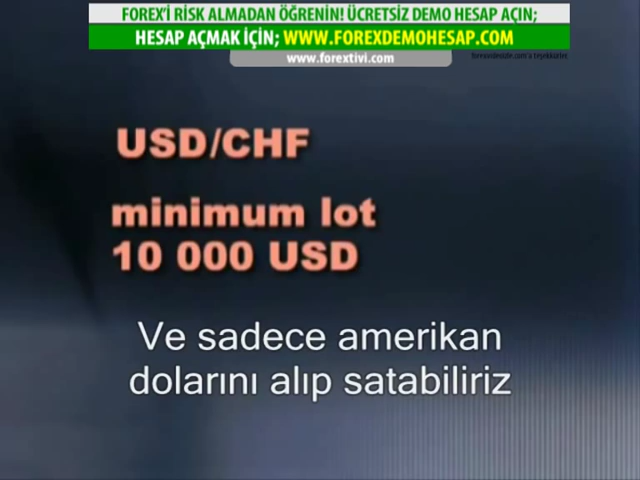 FOREX'İ RİSK ALMADAN ÖĞRENİN! ÜCRETSİZ DEMO HESAP AÇIN;
HESAP AÇMAK İÇİN; WWW.FOREXDEMOHESAP.COM
www.forextivi.com
USD/CHF
minimum lot
10 000 USD
Ve sadece amerikan
dolarını alıp satabiliriz